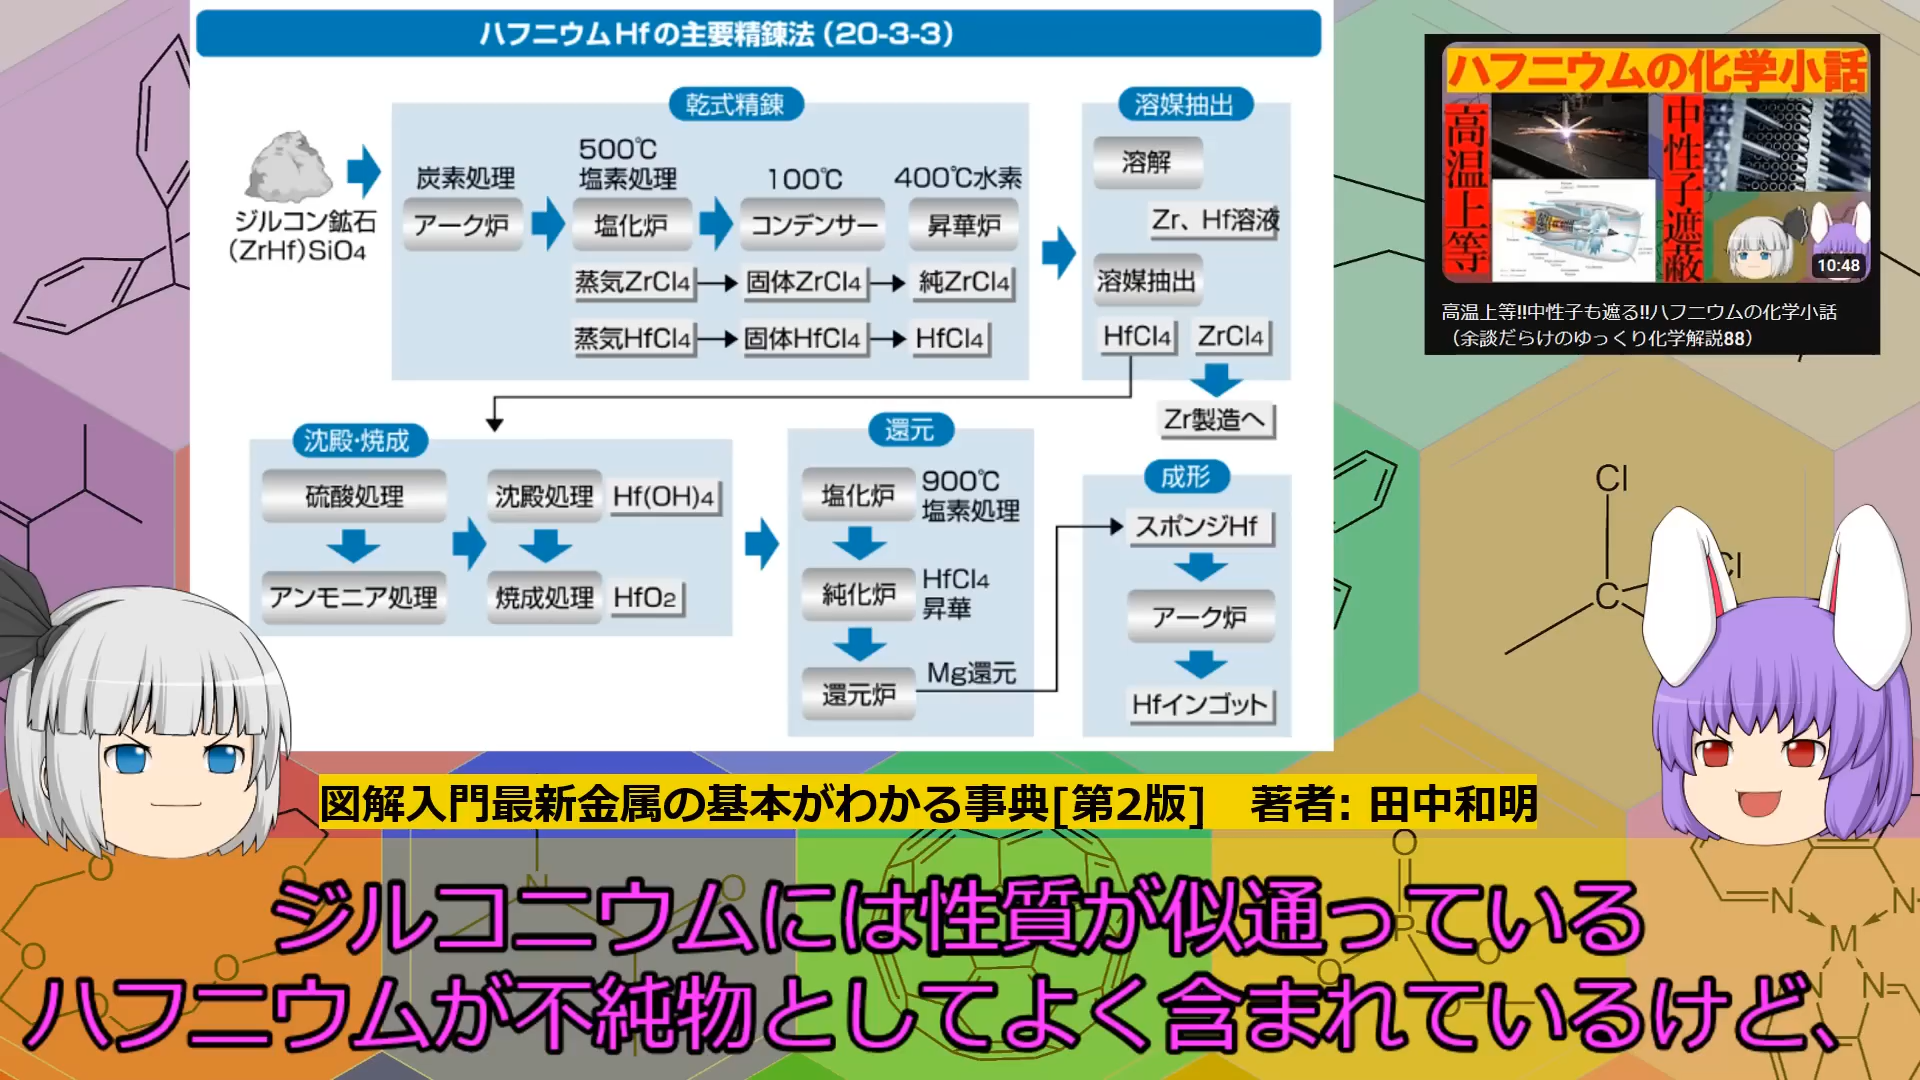 ハフニウムHfの主要精錬法（20-3-3）
乾式精錬
溶媒抽出
ジルコン鉱石
(ZrHf)SiO4
炭素処理
アーク炉
500℃
塩素処理
塩化炉
100℃
コンデンサー
400℃水素
昇華炉
蒸気ZrCl4
固体ZrCl4
純ZrCl4
蒸気HfCl4
固体HfCl4
HfCl4
溶解
Zr、Hf溶液
溶媒抽出
HfCl4
ZrCl4
Zr製造へ
沈殿・焼成
硫酸処理
アンモニア処理
沈殿処理
Hf(OH)4
焼成処理
HfO2
還元
塩化炉
900℃
塩素処理
純化炉
HfCl4
昇華
還元炉
Mg還元
成形
スポンジHf
アーク炉
Hfインゴット
ハフニウムの化学小話
高温上等
中性子遮蔽
10:48
高温上等!!中性子も遮る!!ハフニウムの化学小話
（余談だらけのゆっくり化学解説88）
Cl
Cl
C
図解入門最新金属の基本がわかる事典[第2版]　著者: 田中和明
O
O
O
O
N
O
O
P
O
O
N
N
M
N
N
ジルコニウムには性質が似通っている
ハフニウムが不純物としてよく含まれているけど、